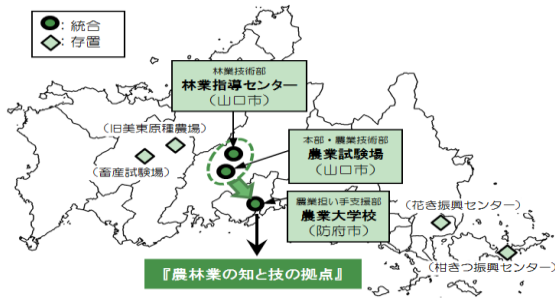 ：統合
：存置
林業技術部
林業指導センター
（山口市）
（旧美東原種農場）
（畜産試験場）
本部・農業技術部
農業試験場
（山口市）
農業担い手支援部
農業大学校
（防府市）
（花き振興センター）
（柑きつ振興センター）
『農林業の知と技の拠点』